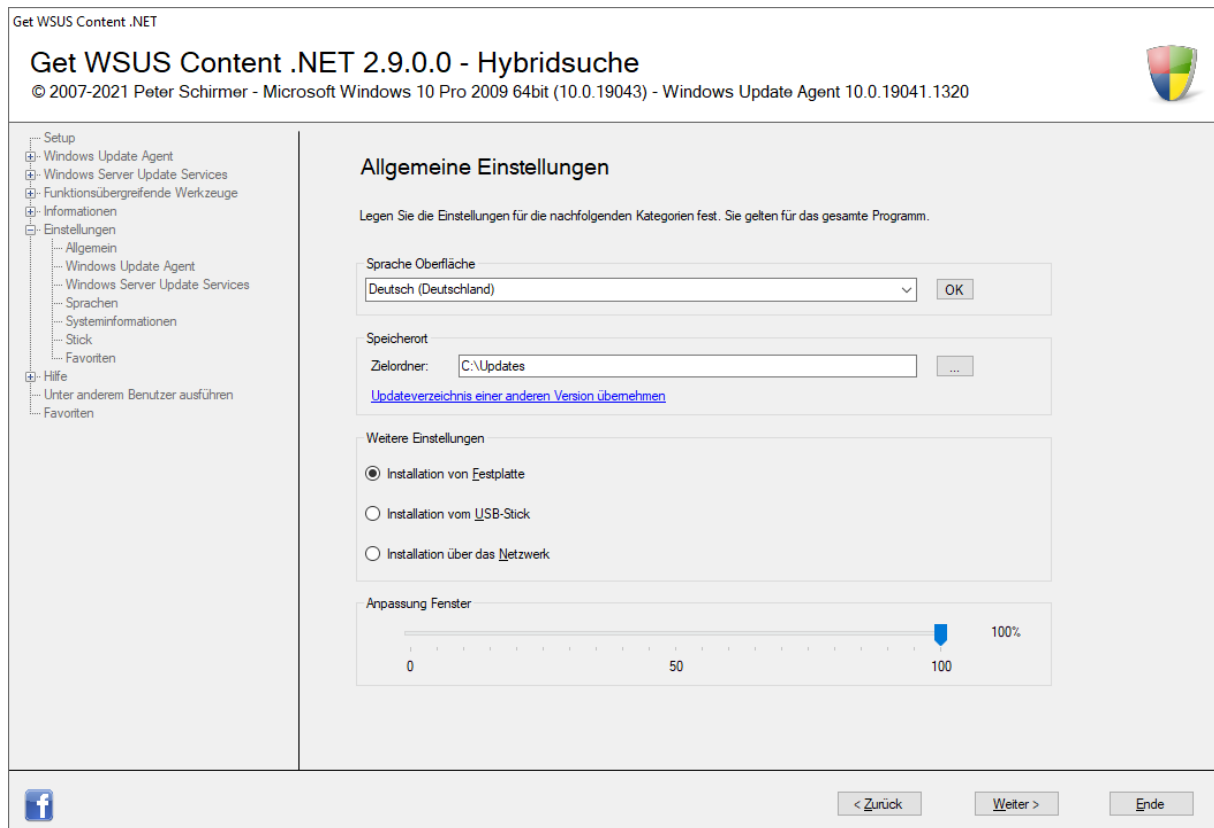 Get WSUS Content .NET
Get WSUS Content .NET 2.9.0.0 - Hybridsuche
© 2007-2021 Peter Schirmer - Microsoft Windows 10 Pro 2009 64bit (10.0.19043) - Windows Update Agent 10.0.19041.1320
Setup
Windows Update Agent
Windows Server Update Services
Funktionsübergreifende Werkzeuge
Informationen
Einstellungen
Allgemein
Windows Update Agent
Windows Server Update Services
Sprachen
Systeminformationen
Stick
Favoriten
Hilfe
Unter anderem Benutzer ausführen
Favoriten
Allgemeine Einstellungen
Legen Sie die Einstellungen für die nachfolgenden Kategorien fest. Sie gelten für das gesamte Programm.
Sprache Oberfläche
Deutsch (Deutschland) OK
Speicherort
Zielordner: C:\Updates ...
Updateverzeichnis einer anderen Version übernehmen
Weitere Einstellungen
Installation von Festplatte
Installation vom USB-Stick
Installation über das Netzwerk
Anpassung Fenster
100%
0 50 100
f
< Zurück Weiter > Ende